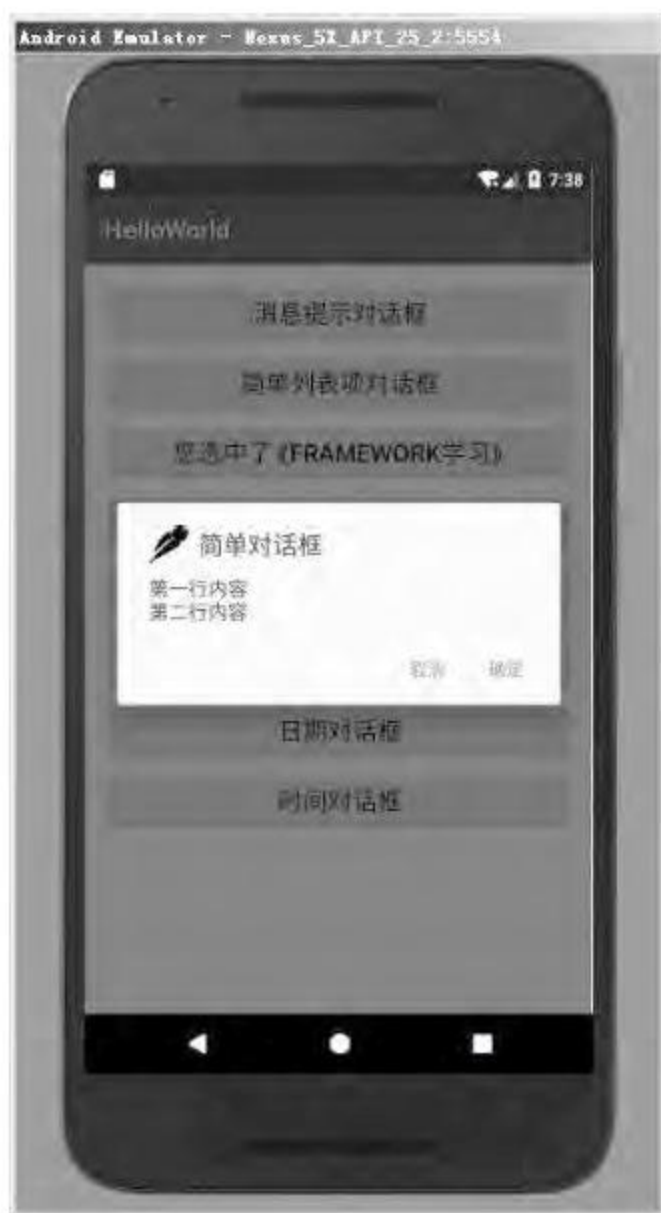 Android Emulator - Nexus_5X_API_25_2:5554
7:38
HelloWorld
消息提示对话框
简单列表项对话框
您选中了《FRAMEWORK学习》
简单对话框
第一行内容
第二行内容
取消 确定
日期对话框
时间对话框